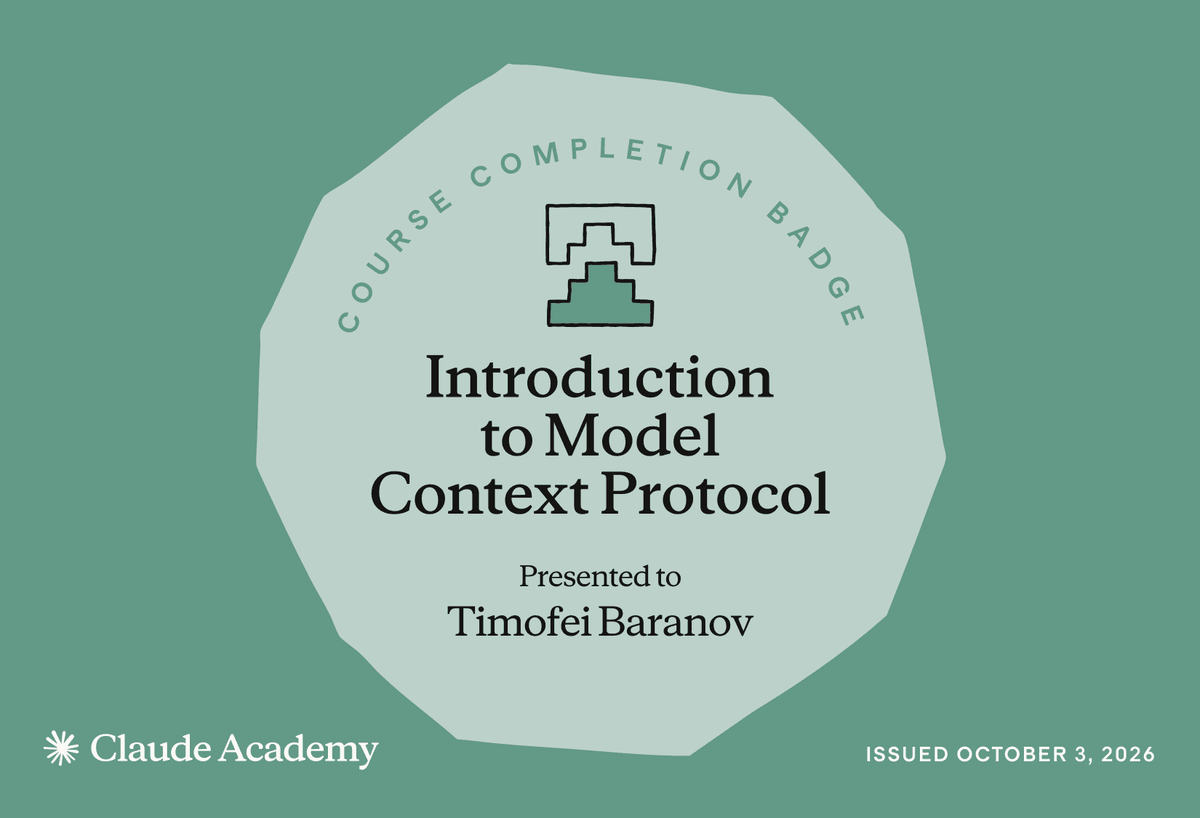 COURSE COMPLETION BADGE
Introduction
to Model
Context Protocol
Presented to
Timofei Baranov
Claude Academy
ISSUED OCTOBER 3, 2026